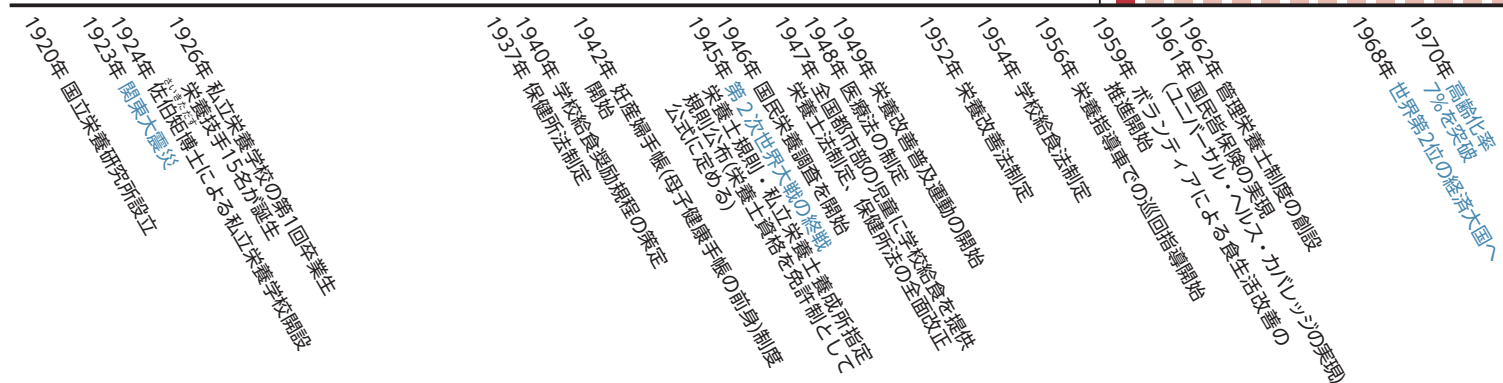 1920年 国立栄養研究所設立
1923年 関東大震災
1924年 佐伯矩博士による私立栄養学校開設
さいきただす
1926年 私立栄養学校の第1回卒業生
栄養技手15名が誕生
1937年 保健所法制定
1940年 学校給食奨励規程の策定
1942年 妊産婦手帳(母子健康手帳の前身)制度
開始
1945年 第2次世界大戦の終戦
栄養士規則・私立栄養士養成所指定
規則公布(栄養士資格を免許制として
公式に定める)
1946年 国民栄養調査を開始
1947年 全国都市部の児童に学校給食を提供
栄養士法制定、保健所法の全面改正
1948年 医療法の制定
1949年 栄養改善普及運動の開始
1952年 栄養改善法制定
1954年 学校給食法制定
1956年 栄養指導車での巡回指導開始
1959年 ボランティアによる食生活改善の
推進開始
1961年 国民皆保険の実現
(ユニバーサル・ヘルス・カバレッジの実現)
1962年 管理栄養士制度の創設
1968年 世界第2位の経済大国へ
1970年 高齢化率
7%を突破